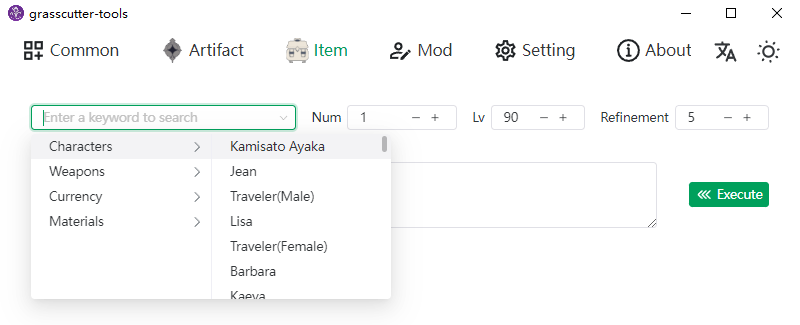 grasscutter-tools
Common Artifact Item Mod Setting About
Enter a keyword to search Num 1 Lv 90 Refinement 5
Characters
Weapons
Currency
Materials
Kamisato Ayaka
Jean
Traveler(Male)
Lisa
Traveler(Female)
Barbara
Kaeya
Execute